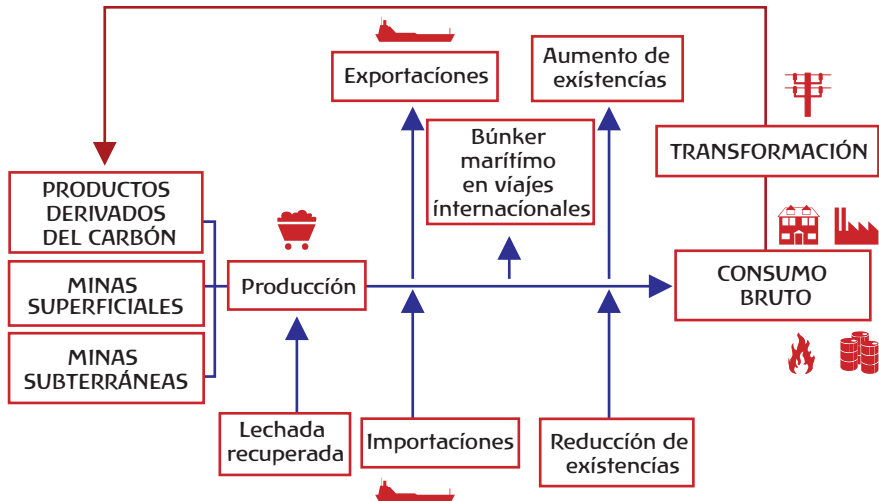 Exportaciones
Aumento de
existencias
Búnker
marítimo
en viajes
internacionales
TRANSFORMACIÓN
PRODUCTOS
DERIVADOS
DEL CARBÓN
MINAS
SUPERFICIALES
Producción
CONSUMO
BRUTO
MINAS
SUBTERRÁNEAS
Lechada
recuperada
Importaciones
Reducción de
existencias